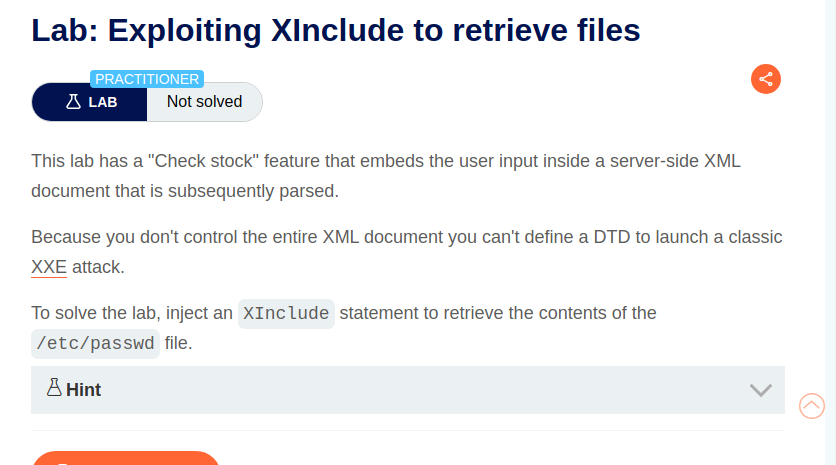 Lab: Exploiting XInclude to retrieve files
PRACTITIONER
LAB
Not solved
This lab has a "Check stock" feature that embeds the user input inside a server-side XML
document that is subsequently parsed.
Because you don't control the entire XML document you can't define a DTD to launch a classic
XXE attack.
To solve the lab, inject an XInclude statement to retrieve the contents of the
/etc/passwd file.
Hint